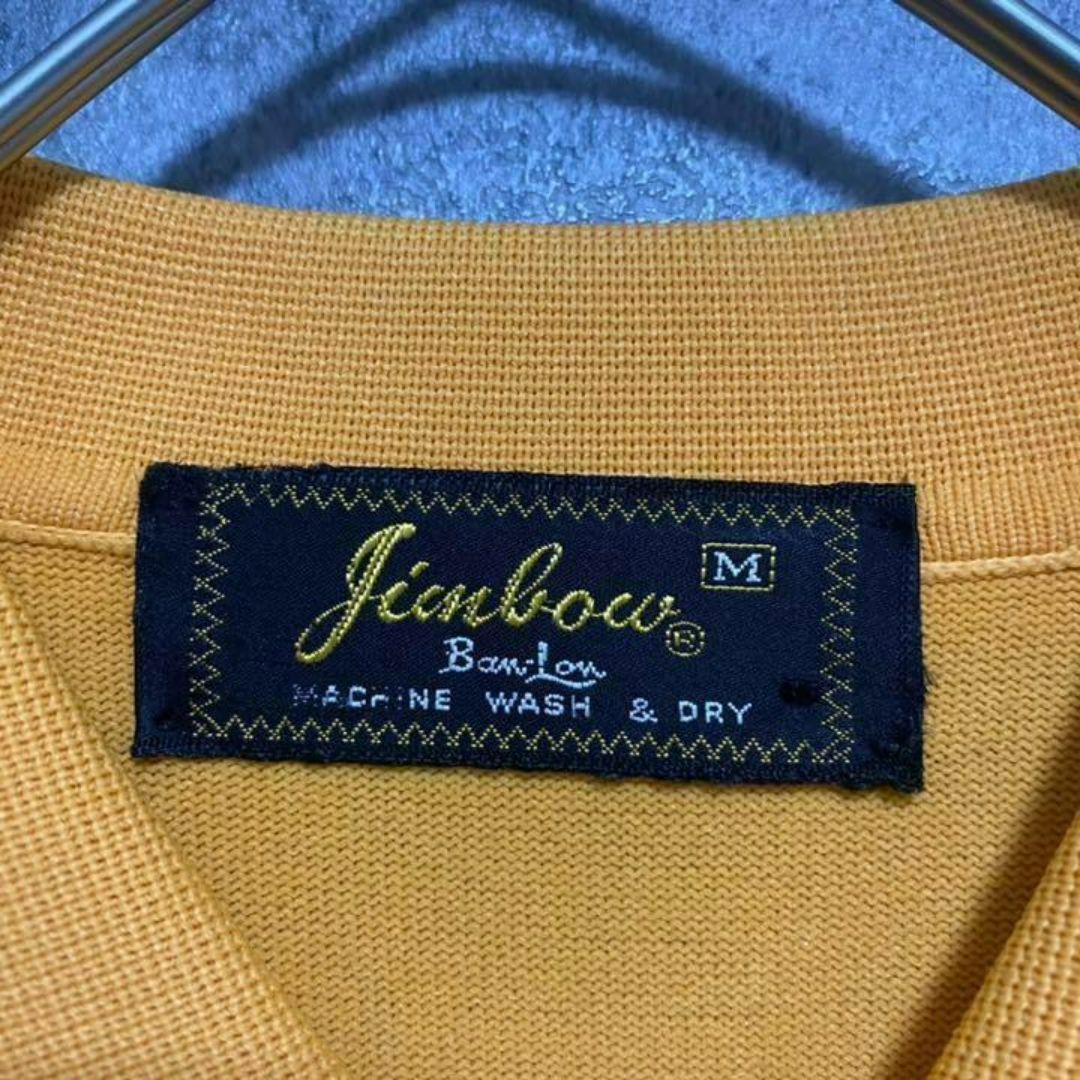 Jimbow® M
Ban-Lon
MACHINE WASH & DRY